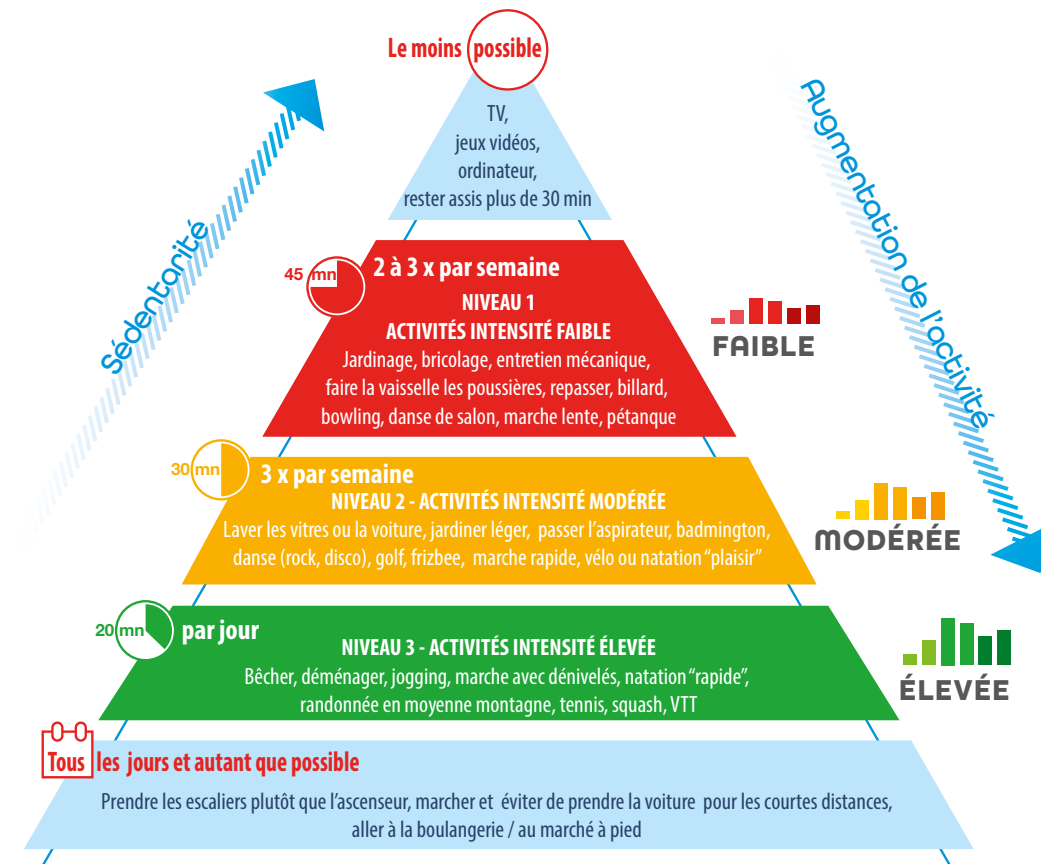 Le moins possible
TV,
jeux vidéos,
ordinateur,
rester assis plus de 30 min
Sédentarité
Augmentation de l'activité
45 mn
2 à 3 x par semaine
NIVEAU 1
ACTIVITÉS INTENSITÉ FAIBLE
Jardinage, bricolage, entretien mécanique,
faire la vaisselle les poussières, repasser, billard,
bowling, danse de salon, marche lente, pétanque
FAIBLE
30 mn
3 x par semaine
NIVEAU 2 - ACTIVITÉS INTENSITÉ MODÉRÉE
Laver les vitres ou la voiture, jardiner léger, passer l'aspirateur, badmington,
danse (rock, disco), golf, frizbee, marche rapide, vélo ou natation “plaisir”
MODÉRÉE
20 mn
par jour
NIVEAU 3 - ACTIVITÉS INTENSITÉ ÉLEVÉE
Bêcher, déménager, jogging, marche avec dénivelés, natation “rapide”,
randonnée en moyenne montagne, tennis, squash, VTT
ÉLEVÉE
Tous les jours et autant que possible
Prendre les escaliers plutôt que l'ascenseur, marcher et éviter de prendre la voiture pour les courtes distances,
aller à la boulangerie / au marché à pied